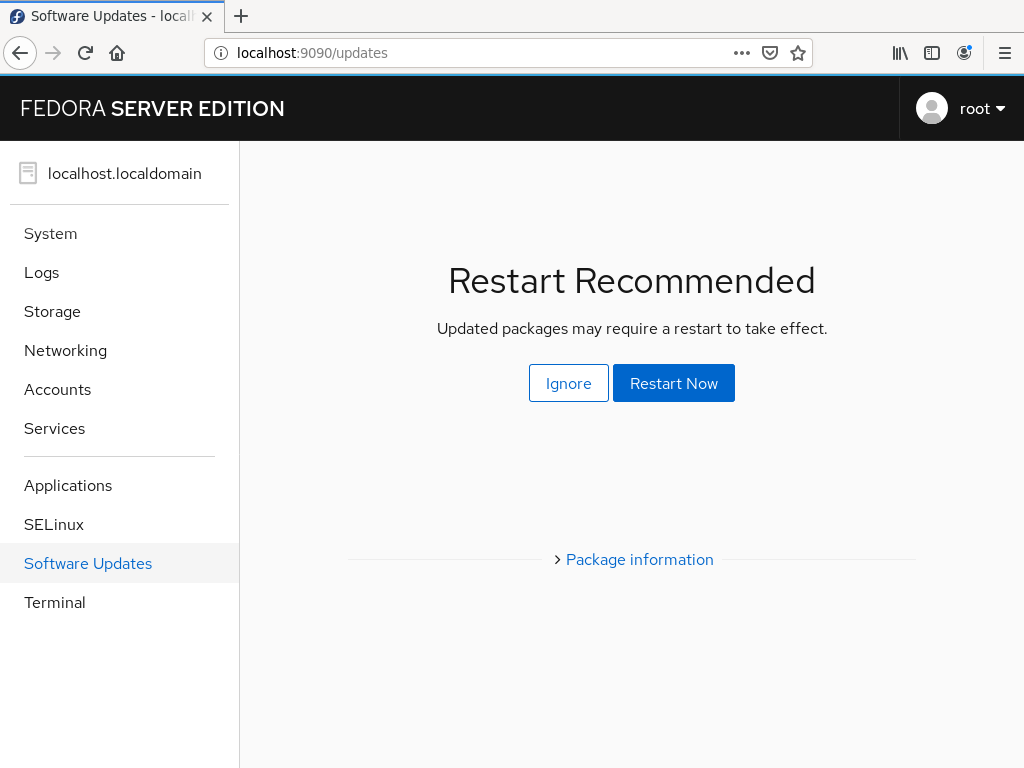 Software Updates - locall
localhost:9090/updates
FEDORA SERVER EDITION
root
localhost.localdomain
System
Logs
Storage
Networking
Accounts
Services
Applications
SELinux
Software Updates
Terminal
Restart Recommended
Updated packages may require a restart to take effect.
Ignore
Restart Now
Package information